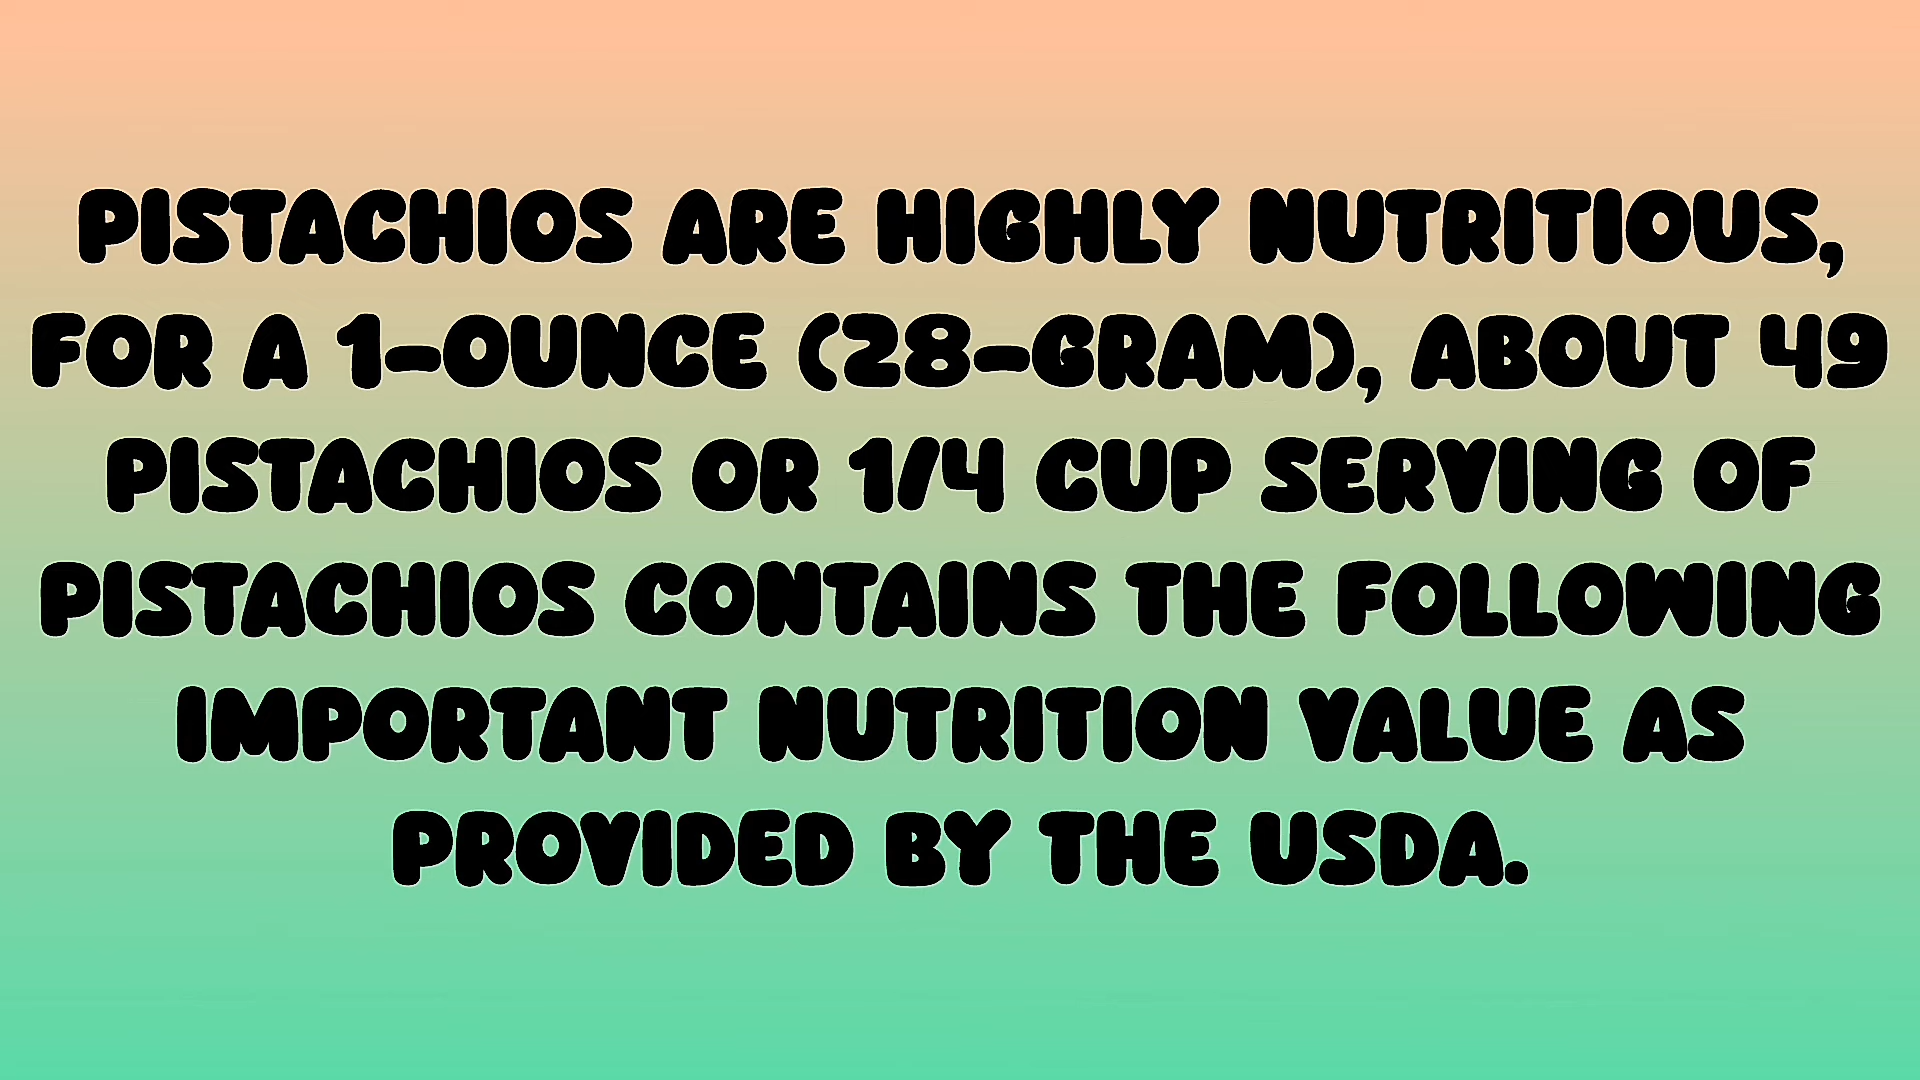 PISTACHIOS ARE HIGHLY NUTRITIOUS,
FOR A 1-OUNCE (28-GRAM), ABOUT 49
PISTACHIOS OR 1/4 CUP SERVING OF
PISTACHIOS CONTAINS THE FOLLOWING
IMPORTANT NUTRITION VALUE AS
PROVIDED BY THE USDA.